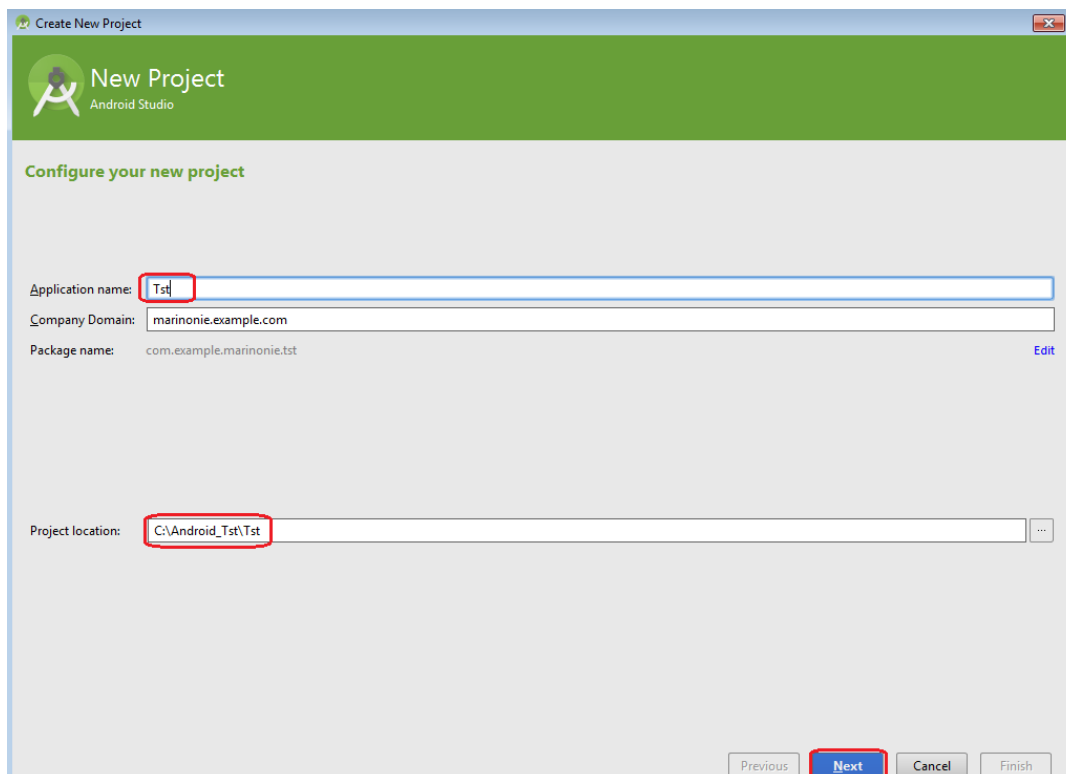 Create New Project
New Project
Android Studio
Configure your new project
Application name: Tst
Company Domain: marinonie.example.com
Package name: com.example.marinonie.tst Edit
Project location: C:\Android_Tst\Tst ...
Previous Next Cancel Finish